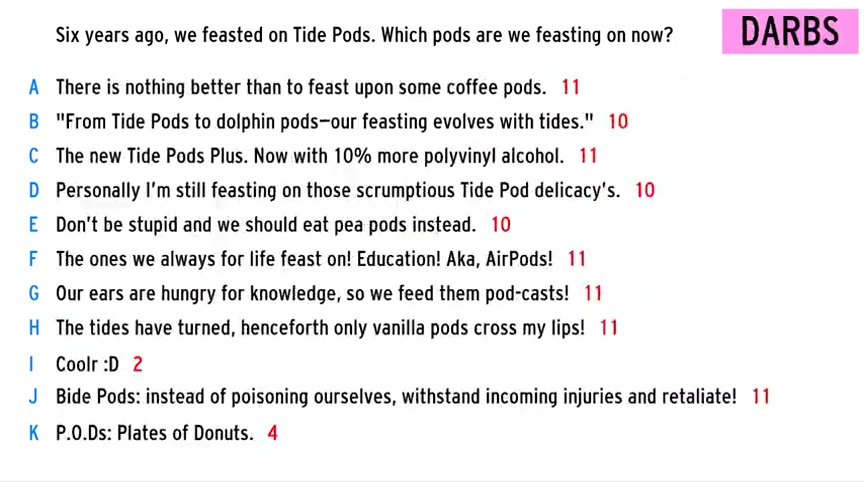 Six years ago, we feasted on Tide Pods. Which pods are we feasting on now?
DARBS
A There is nothing better than to feast upon some coffee pods. 11
B "From Tide Pods to dolphin pods—our feasting evolves with tides." 10
C The new Tide Pods Plus. Now with 10% more polyvinyl alcohol. 11
D Personally I'm still feasting on those scrumptious Tide Pod delicacy's. 10
E Don't be stupid and we should eat pea pods instead. 10
F The ones we always for life feast on! Education! Aka, AirPods! 11
G Our ears are hungry for knowledge, so we feed them pod-casts! 11
H The tides have turned, henceforth only vanilla pods cross my lips! 11
I Coolr :D 2
J Bide Pods: instead of poisoning ourselves, withstand incoming injuries and retaliate! 11
K P.O.Ds: Plates of Donuts. 4